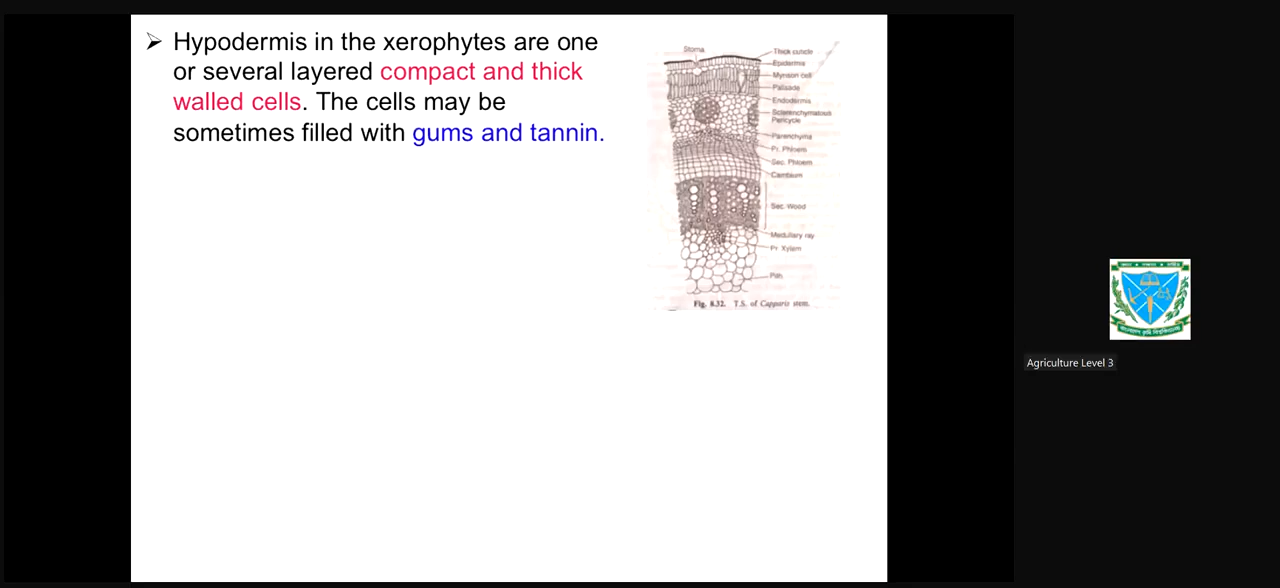 ➢ Hypodermis in the xerophytes are one
or several layered compact and thick
walled cells. The cells may be
sometimes filled with gums and tannin.
Stoma
Thick cuticle
Epidermis
Myrosin cell
Palisade
Endodermis
Sclerenchymatous
Pericycle
Parenchyma
Pr. Phloem
Sec. Phloem
Cambium
Sec. Wood
Medullary ray
Pr. Xylem
Pith
Fig. 8.32. T.S. of Capparis stem.
Agriculture Level 3